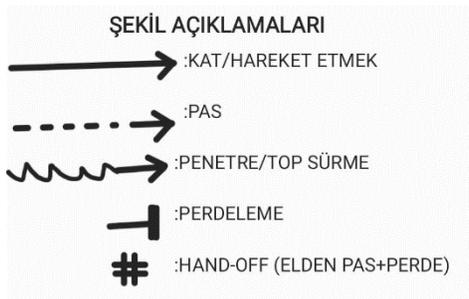 ŞEKİL AÇIKLAMALARI
:KAT/HAREKET ETMEK
:PAS
:PENETRE/TOP SÜRME
:PERDELEME
:HAND-OFF (ELDEN PAS+PERDE)